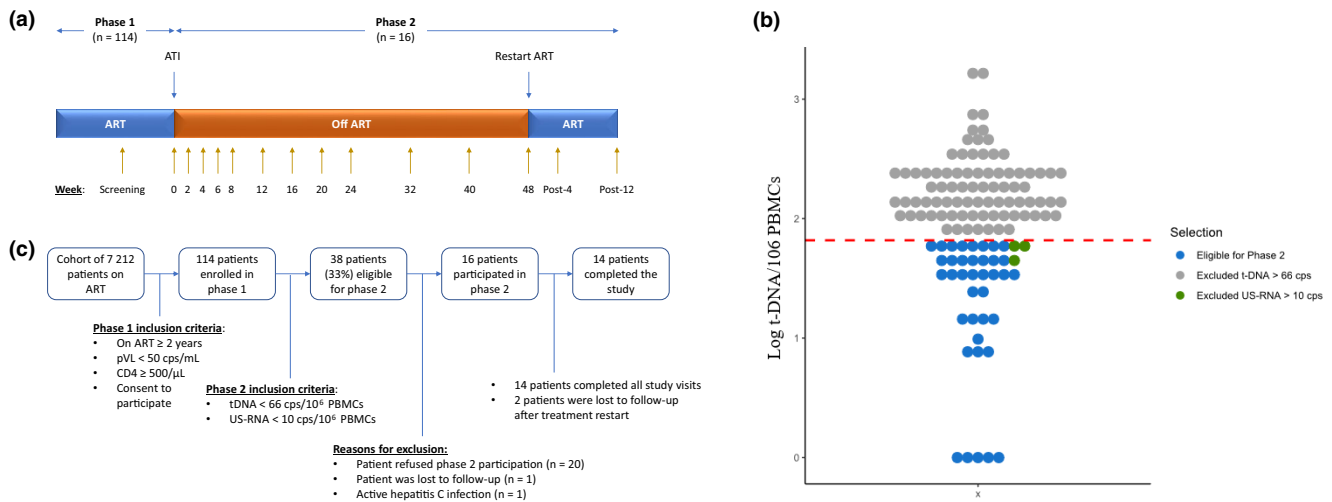 (a)
Phase 1
(n = 114)
Phase 2
(n = 16)
ATI
Restart ART
ART
Off ART
ART
Week: Screening 0 2 4 6 8 12 16 20 24 32 40 48 Post-4 Post-12
(c)
Cohort of 7 212
patients on
ART
114 patients
enrolled in
phase 1
38 patients
(33%) eligible
for phase 2
16 patients
participated in
phase 2
14 patients
completed the
study
Phase 1 inclusion criteria:
• On ART ≥ 2 years
• pVL < 50 cps/mL
• CD4 ≥ 500/µL
• Consent to
participate
Phase 2 inclusion criteria:
• tDNA < 66 cps/10⁶ PBMCs
• US-RNA < 10 cps/10⁶ PBMCs
• 14 patients completed all study visits
• 2 patients were lost to follow-up
after treatment restart
Reasons for exclusion:
• Patient refused phase 2 participation (n = 20)
• Patient was lost to follow-up (n = 1)
• Active hepatitis C infection (n = 1)
(b)
Log t-DNA/106 PBMCs
3
2
1
0
x
Selection
Eligible for Phase 2
Excluded t-DNA > 66 cps
Excluded US-RNA > 10 cps